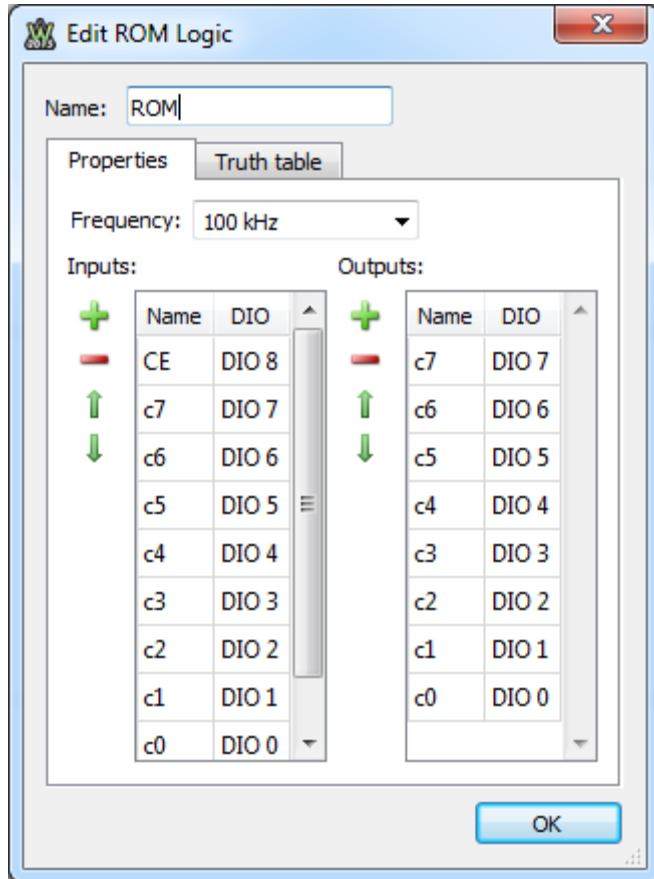 Edit ROM Logic
Name: ROM
Properties Truth table
Frequency: 100 kHz
Inputs: Outputs:
Name DIO Name DIO
CE DIO 8 c7 DIO 7
c7 DIO 7 c6 DIO 6
c6 DIO 6 c5 DIO 5
c5 DIO 5 c4 DIO 4
c4 DIO 4 c3 DIO 3
c3 DIO 3 c2 DIO 2
c2 DIO 2 c1 DIO 1
c1 DIO 1 c0 DIO 0
c0 DIO 0
OK